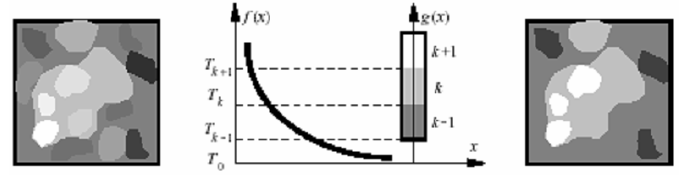 f(x)
g(x)
k+1
T_{k+1}
k
T_k
k-1
T_{k-1}
x
T_0